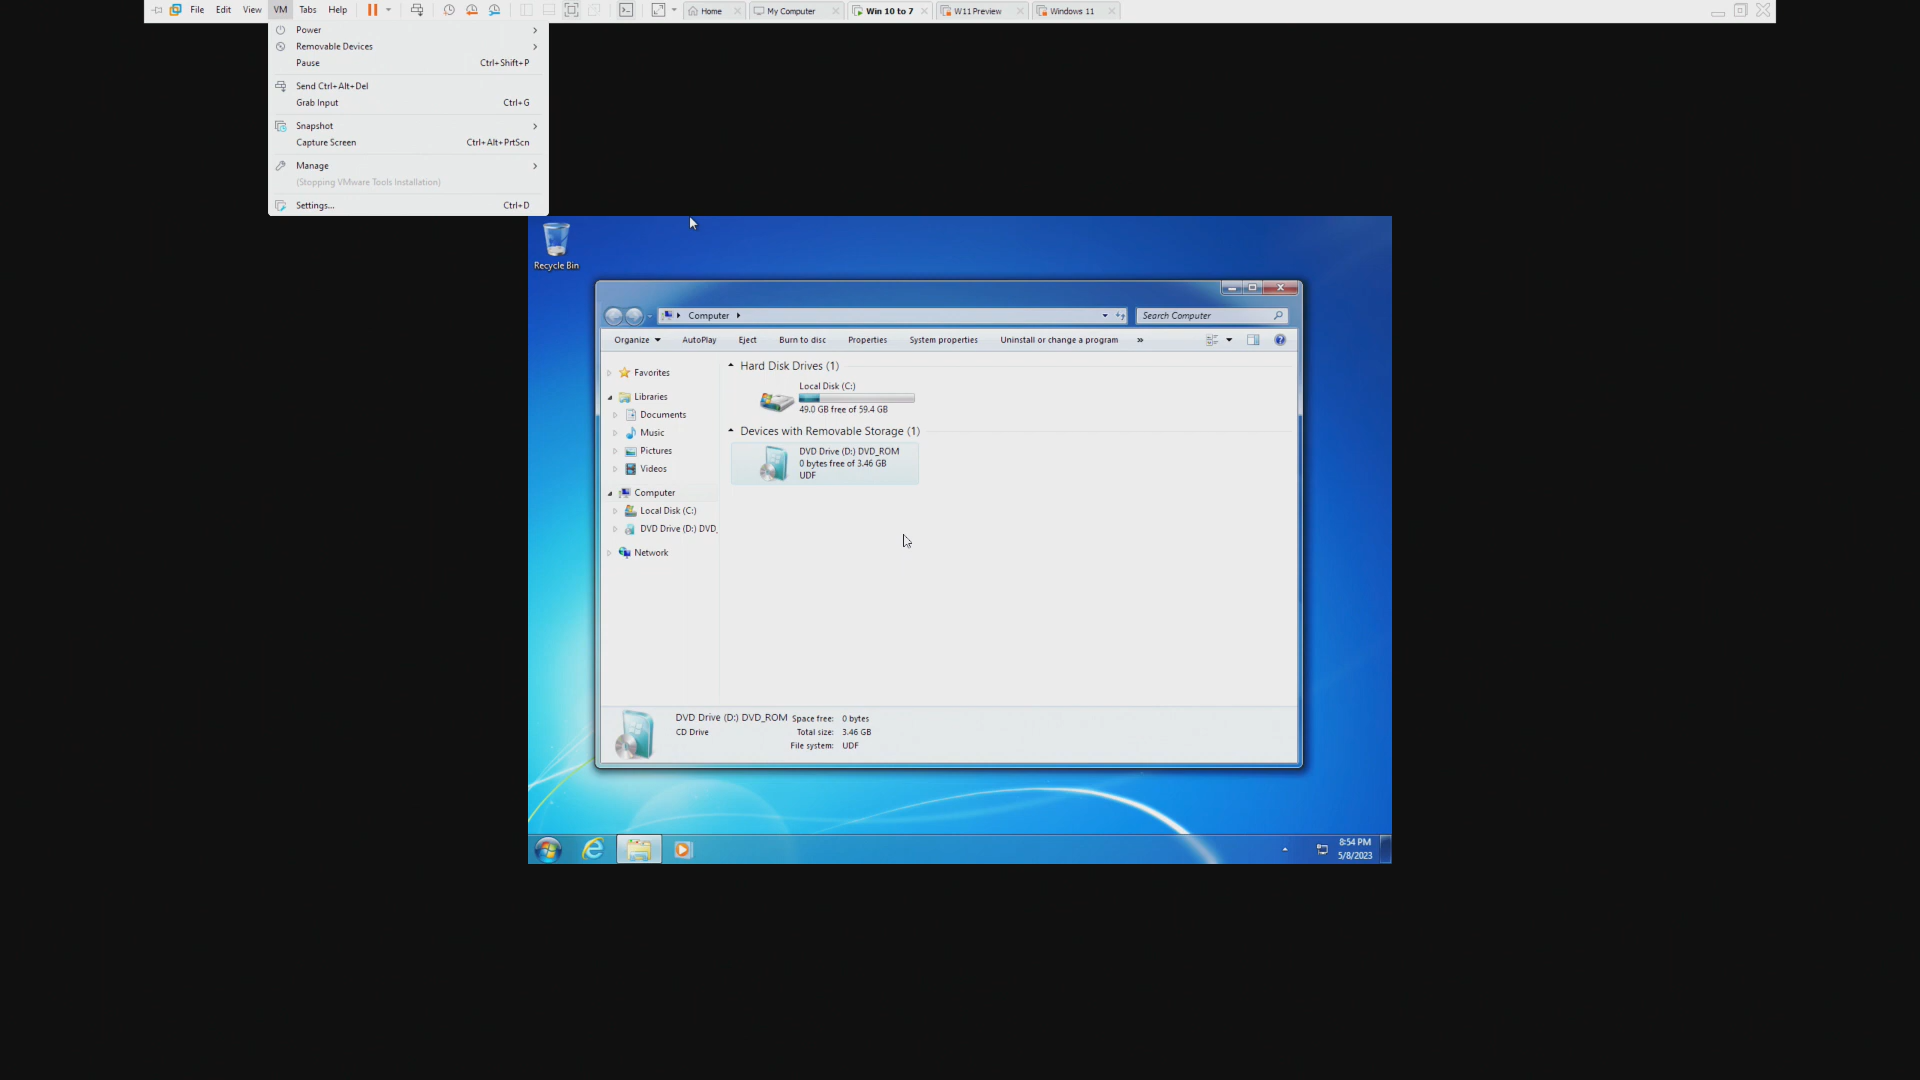 File Edit View VM Tabs Help Home My Computer Win 10 to 7 W11 Preview Windows 11
Power
Removable Devices
Pause Ctrl+Shift+P
Send Ctrl+Alt+Del
Grab Input Ctrl+G
Snapshot
Capture Screen Ctrl+Alt+PrtScn
Manage
(Stopping VMware Tools Installation)
Settings... Ctrl+D
Recycle Bin
Computer Search Computer
Organize AutoPlay Eject Burn to disc Properties System properties Uninstall or change a program »
Favorites
Libraries
Documents
Music
Pictures
Videos
Computer
Local Disk (C:)
DVD Drive (D:) DVD_
Network
Hard Disk Drives (1)
Local Disk (C:)
49.0 GB free of 59.4 GB
Devices with Removable Storage (1)
DVD Drive (D:) DVD_ROM
0 bytes free of 3.46 GB
UDF
DVD Drive (D:) DVD_ROM Space free: 0 bytes
CD Drive Total size: 3.46 GB
File system: UDF
8:54 PM
5/8/2023